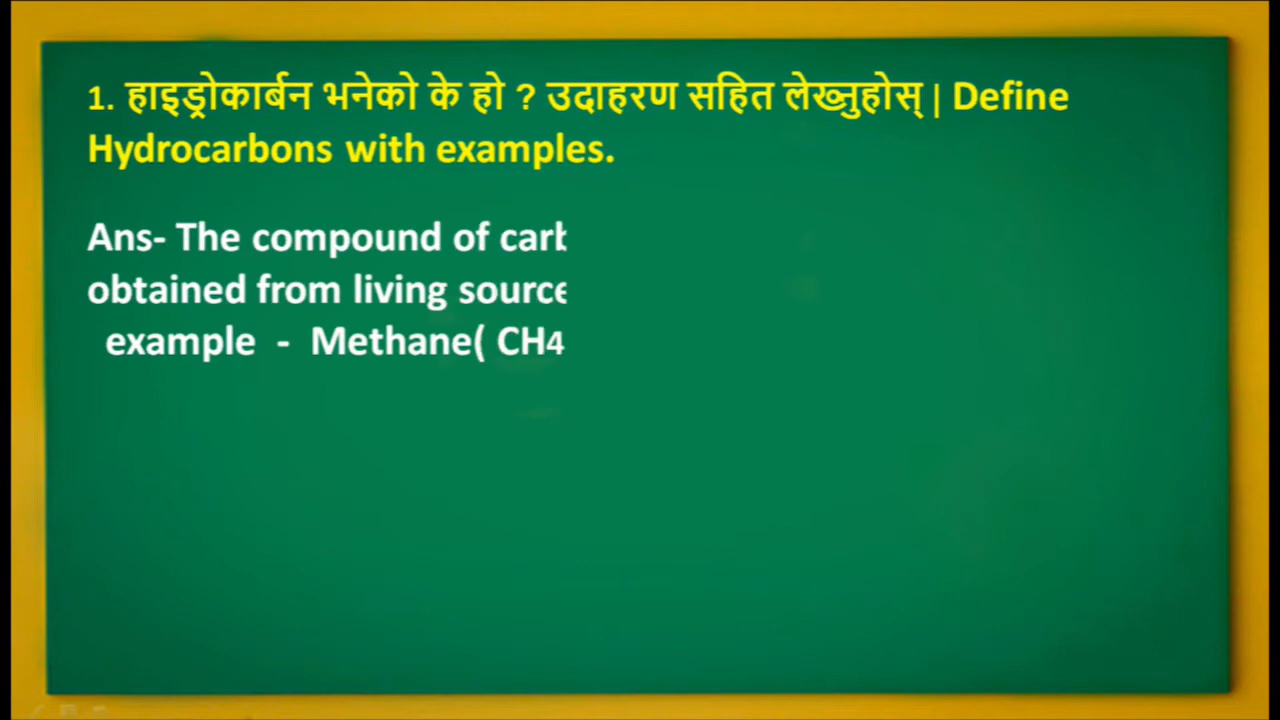 1. हाइड्रोकार्बन भनेको के हो ? उदाहरण सहित लेख्नुहोस् | Define
Hydrocarbons with examples.
Ans- The compound of
obtained from living
example - Methane( CH4